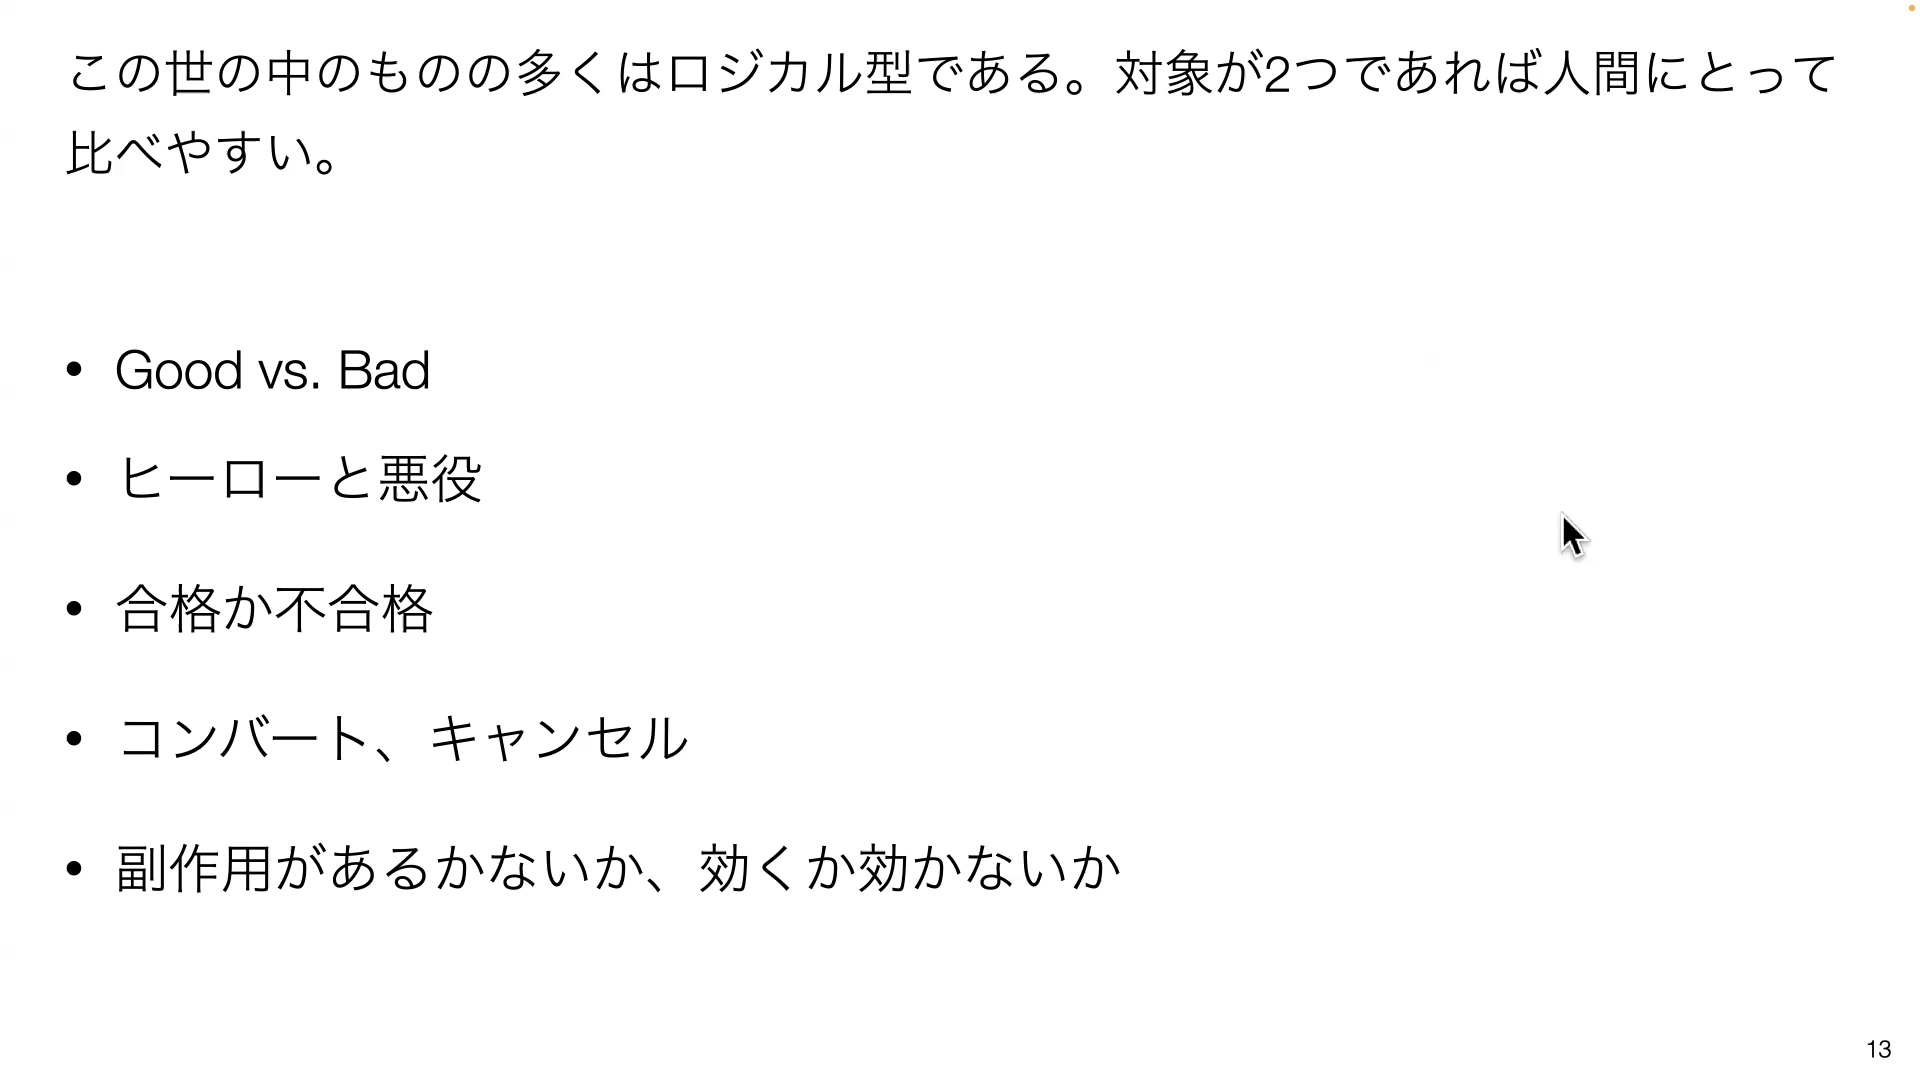 この世の中のものの多くはロジカル型である。対象が2つであれば人間にとって
比べやすい。
• Good vs. Bad
• ヒーローと悪役
• 合格か不合格
• コンバート、キャンセル
• 副作用があるかないか、効くか効かないか
13